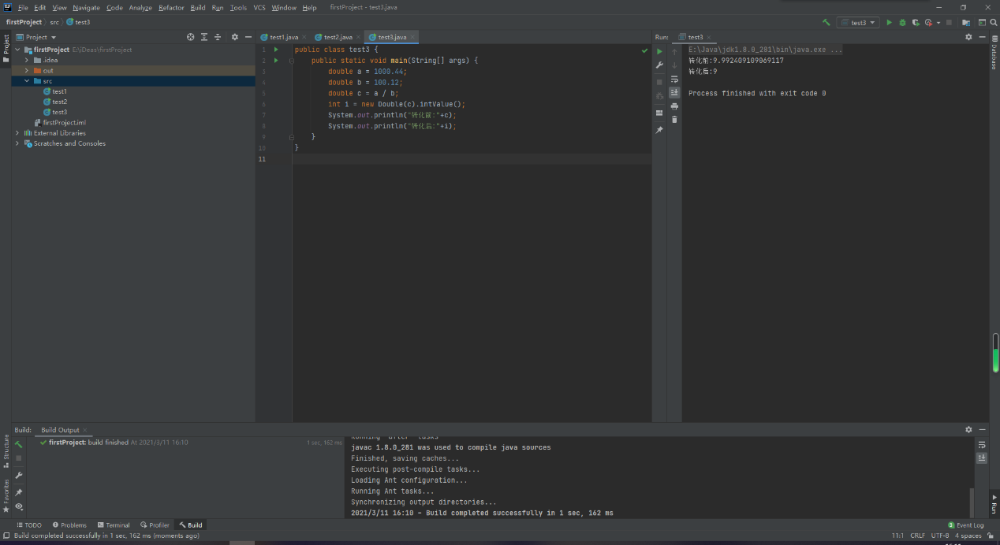 File Edit View Navigate Code Analyze Refactor Build Run Tools VCS Window Help firstProject - test3.java
firstProject src test3
test3
Project
test1.java test2.java test3.java
Run: test3
Project
firstProject E:\jDeas\firstProject
.idea
out
src
test1
test2
test3
firstProject.iml
External Libraries
Scratches and Consoles
1 public class test3 {
2 public static void main(String[] args) {
3 double a = 1000.44;
4 double b = 100.12;
5 double c = a / b;
6 int i = new Double(c).intValue();
7 System.out.println("转化前:"+c);
8 System.out.println("转化后:"+i);
9 }
10 }
11
E:\Java\jdk1.8.0_281\bin\java.exe ...
转化前:9.992409109069117
转化后:9
Process finished with exit code 0
Database
Structure
Favorites
Run
Build: Build Output
firstProject: build finished At 2021/3/11 16:10 1 sec, 162 ms
Running 'after' tasks
javac 1.8.0_281 was used to compile java sources
Finished, saving caches...
Executing post-compile tasks...
Loading Ant configuration...
Running Ant tasks...
Synchronizing output directories...
2021/3/11 16:10 - Build completed successfully in 1 sec, 162 ms
TODO Problems Terminal Profiler Build
3 Event Log
Build completed successfully in 1 sec, 162 ms (moments ago)
11:1 CRLF UTF-8 4 spaces